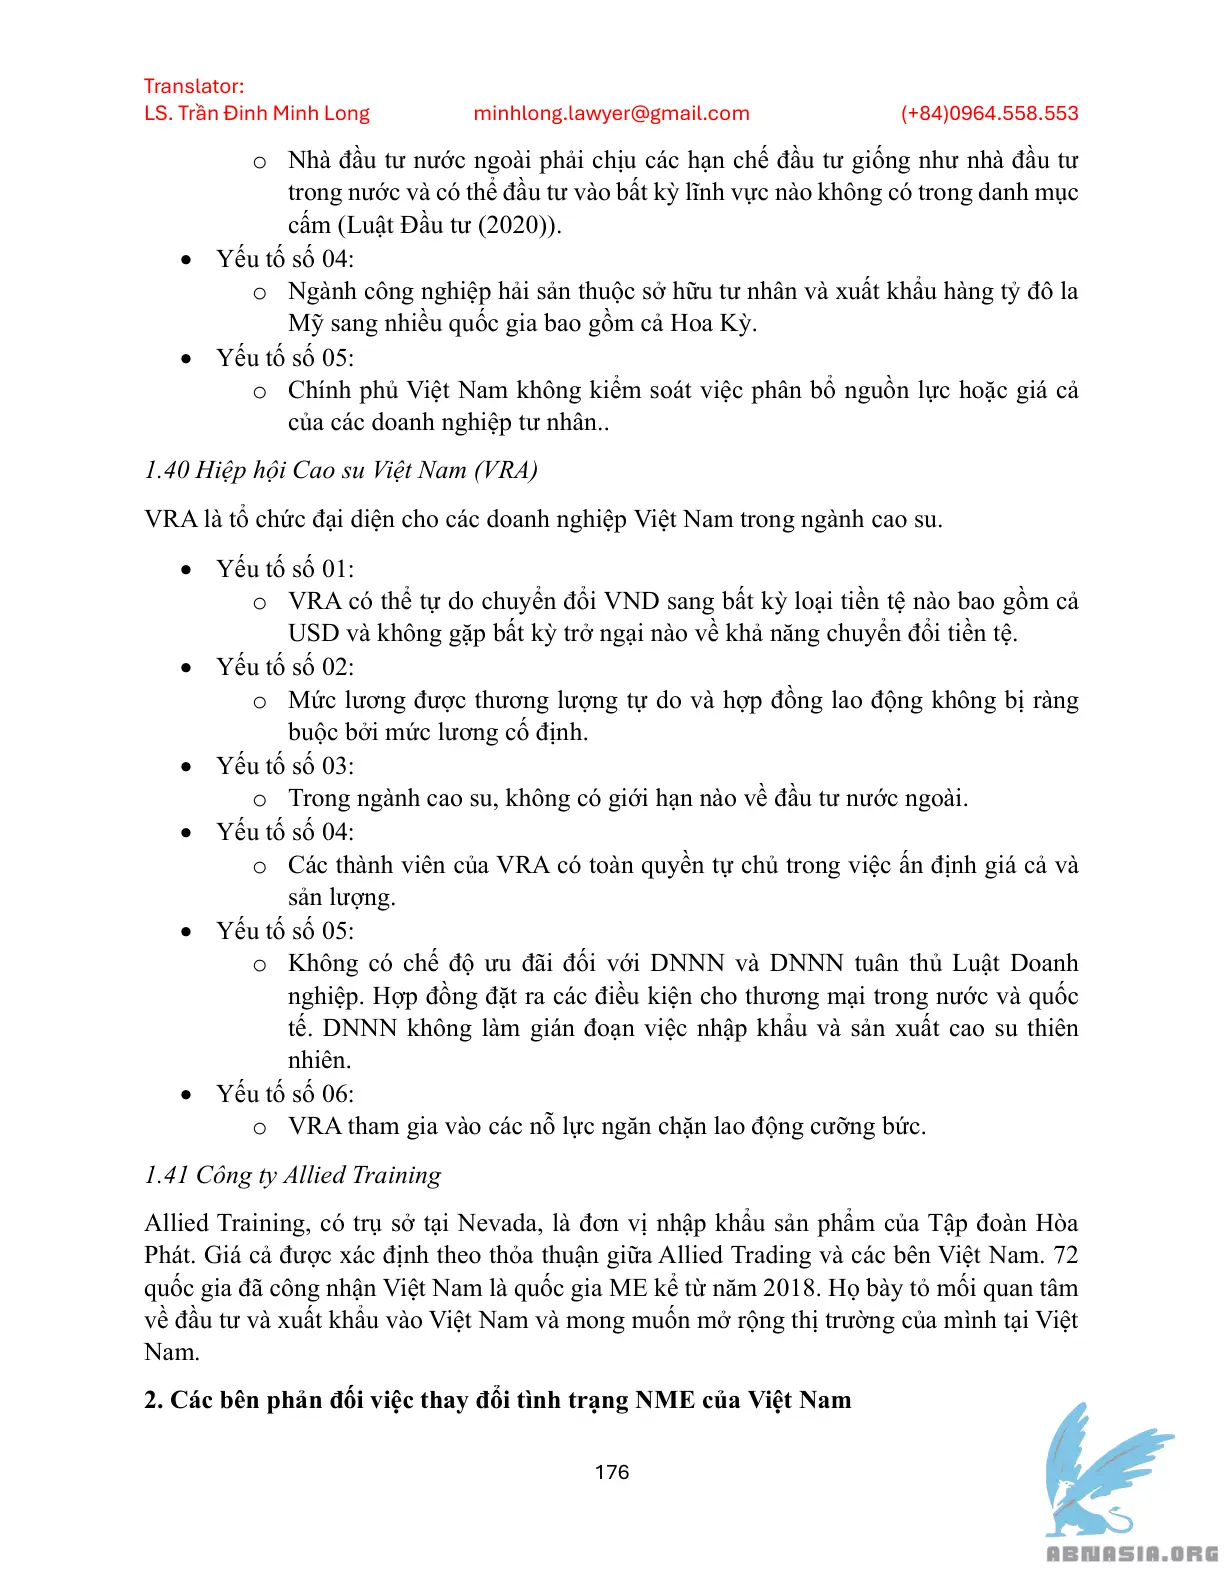 Translator:
LS. Trần Đinh Minh Long minhlong.lawyer@gmail.com (+84)0964.558.553
o Nhà đầu tư nước ngoài phải chịu các hạn chế đầu tư giống như nhà đầu tư
trong nước và có thể đầu tư vào bất kỳ lĩnh vực nào không có trong danh mục
cấm (Luật Đầu tư (2020)).
• Yếu tố số 04:
o Ngành công nghiệp hải sản thuộc sở hữu tư nhân và xuất khẩu hàng tỷ đô la
Mỹ sang nhiều quốc gia bao gồm cả Hoa Kỳ.
• Yếu tố số 05:
o Chính phủ Việt Nam không kiểm soát việc phân bổ nguồn lực hoặc giá cả
của các doanh nghiệp tư nhân..
1.40 Hiệp hội Cao su Việt Nam (VRA)
VRA là tổ chức đại diện cho các doanh nghiệp Việt Nam trong ngành cao su.
• Yếu tố số 01:
o VRA có thể tự do chuyển đổi VND sang bất kỳ loại tiền tệ nào bao gồm cả
USD và không gặp bất kỳ trở ngại nào về khả năng chuyển đổi tiền tệ.
• Yếu tố số 02:
o Mức lương được thương lượng tự do và hợp đồng lao động không bị ràng
buộc bởi mức lương cố định.
• Yếu tố số 03:
o Trong ngành cao su, không có giới hạn nào về đầu tư nước ngoài.
• Yếu tố số 04:
o Các thành viên của VRA có toàn quyền tự chủ trong việc ấn định giá cả và
sản lượng.
• Yếu tố số 05:
o Không có chế độ ưu đãi đối với DNNN và DNNN tuân thủ Luật Doanh
nghiệp. Hợp đồng đặt ra các điều kiện cho thương mại trong nước và quốc
tế. DNNN không làm gián đoạn việc nhập khẩu và sản xuất cao su thiên
nhiên.
• Yếu tố số 06:
o VRA tham gia vào các nỗ lực ngăn chặn lao động cưỡng bức.
1.41 Công ty Allied Training
Allied Training, có trụ sở tại Nevada, là đơn vị nhập khẩu sản phẩm của Tập đoàn Hòa
Phát. Giá cả được xác định theo thỏa thuận giữa Allied Trading và các bên Việt Nam. 72
quốc gia đã công nhận Việt Nam là quốc gia ME kể từ năm 2018. Họ bày tỏ mối quan tâm
về đầu tư và xuất khẩu vào Việt Nam và mong muốn mở rộng thị trường của mình tại Việt
Nam.
2. Các bên phản đối việc thay đổi tình trạng NME của Việt Nam
176
ABNASIA.ORG